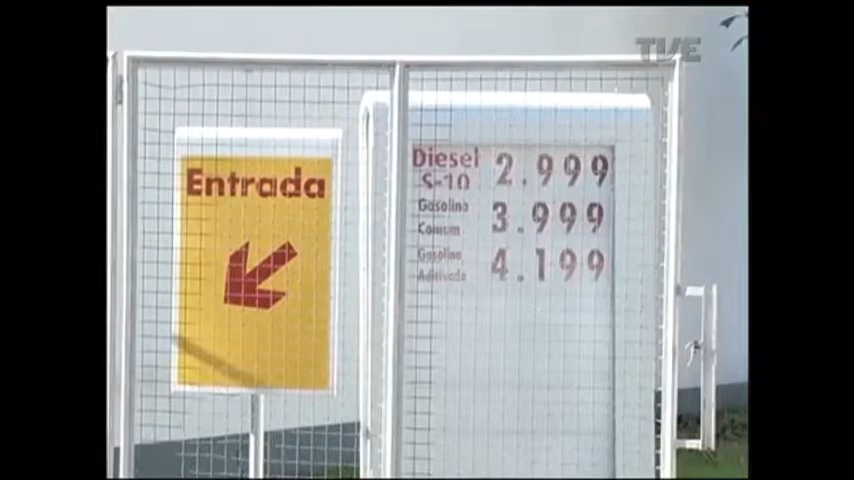 TVE
Entrada
Diesel 2.999
S-10
Gasolina 3.999
Comum
Gasolina 4.199
Aditivada